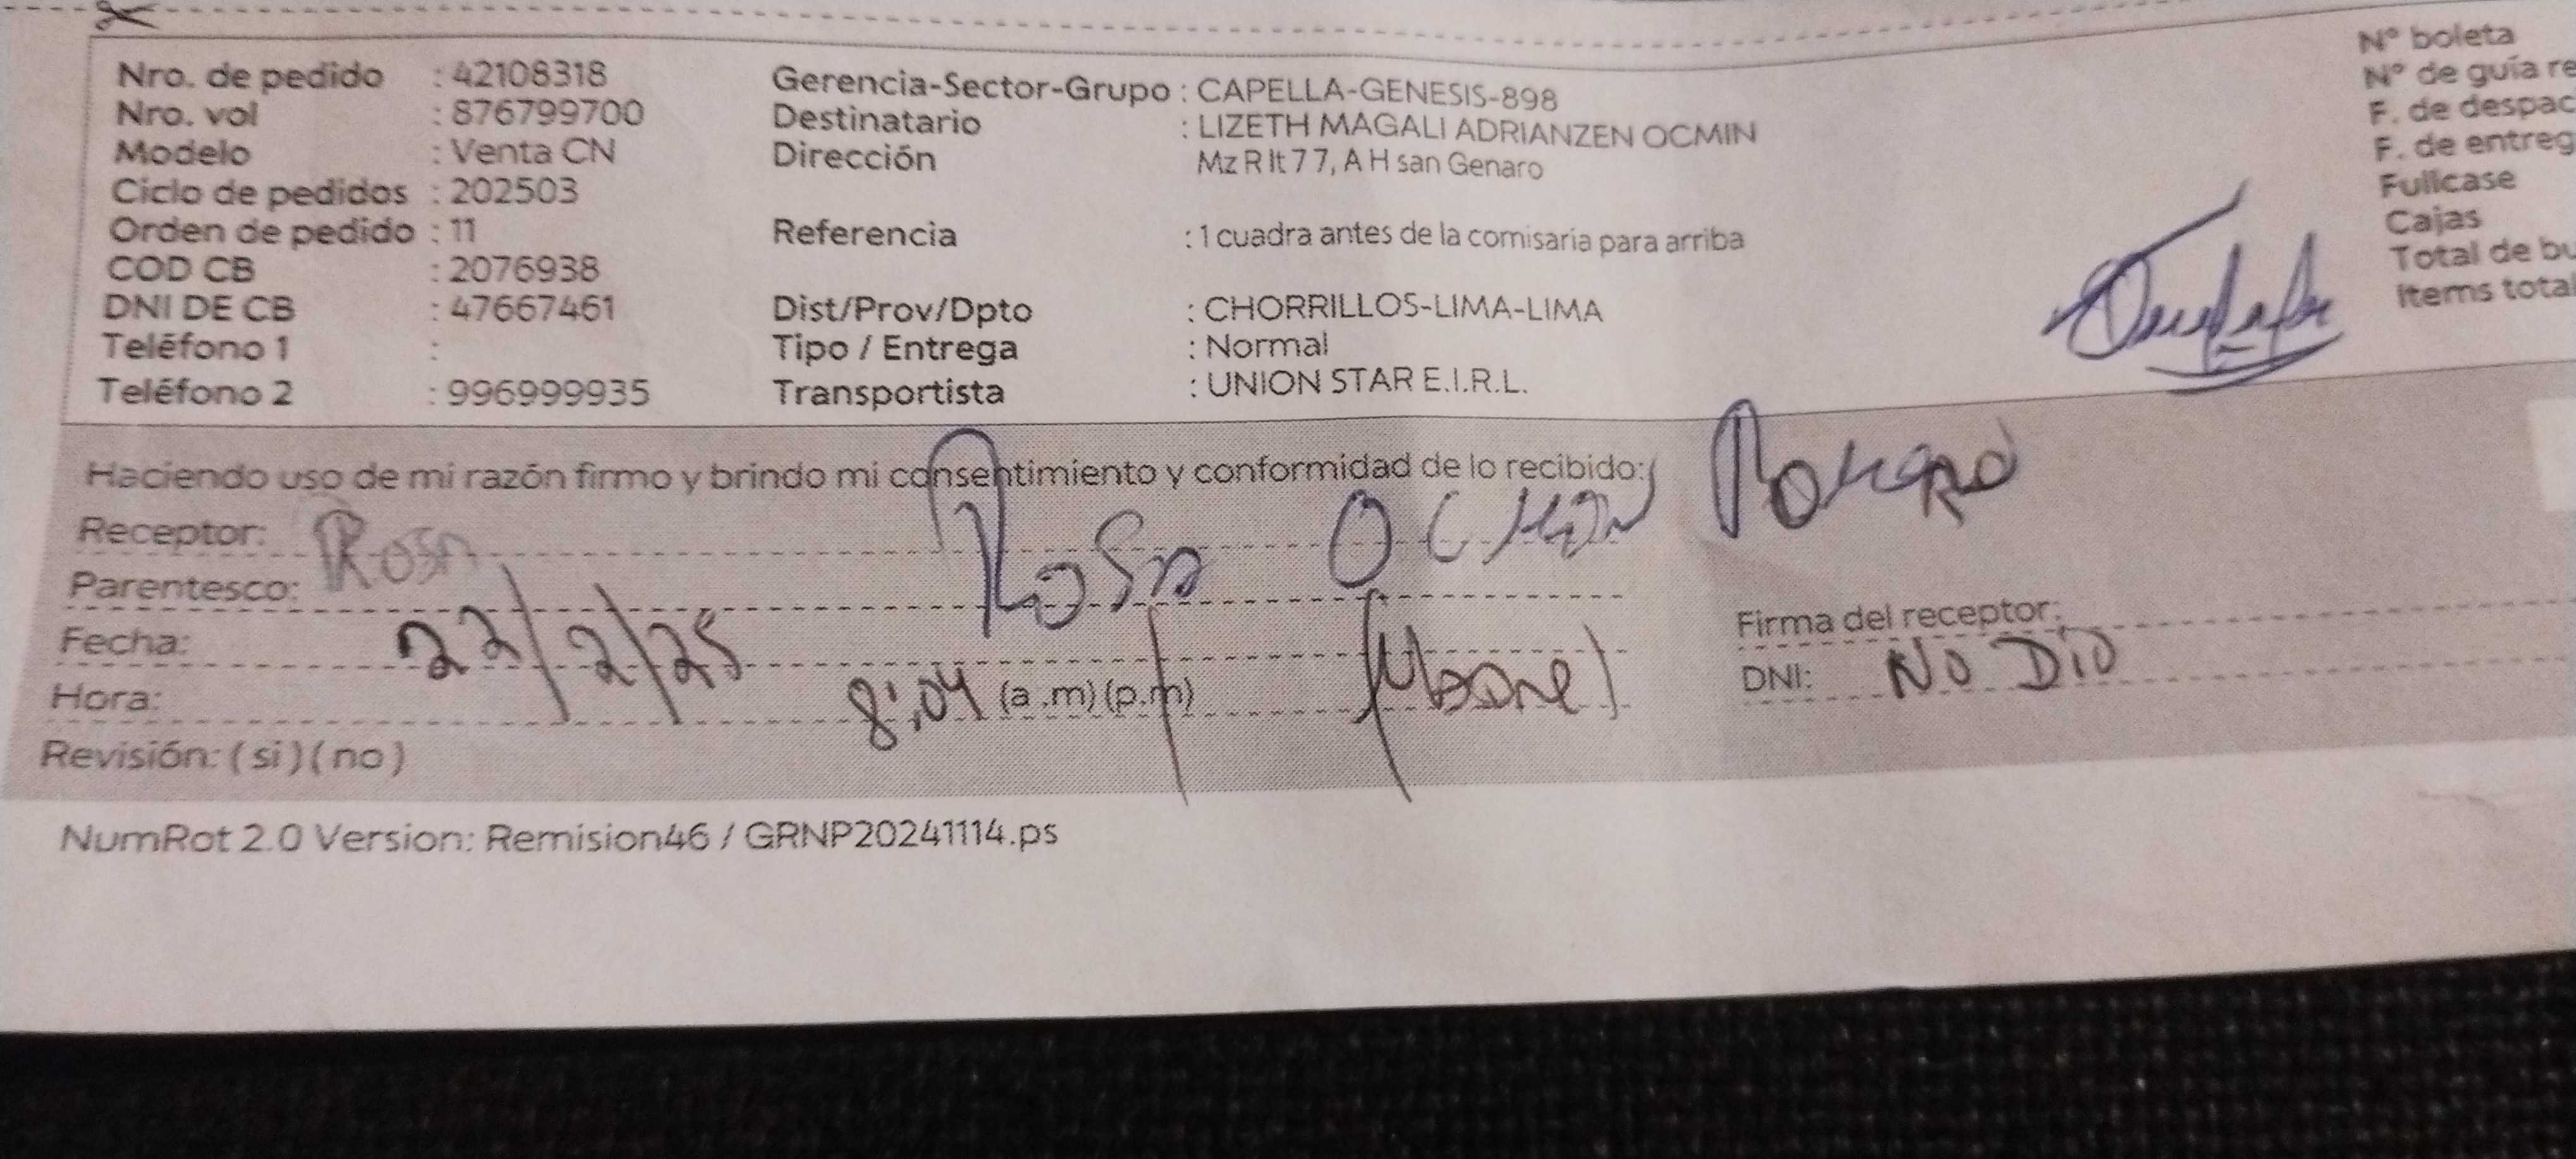 Nro. de pedido : 42108318
Nro. vol : 876799700
Modelo : Venta CN
Ciclo de pedidos : 202503
Orden de pedido : 11
COD CB : 2076938
DNI DE CB : 47667461
Teléfono 1 :
Teléfono 2 : 996999935
Gerencia-Sector-Grupo : CAPELLA-GENESIS-898
Destinatario : LIZETH MAGALI ADRIANZEN OCMIN
Dirección Mz R lt 7 7, A H san Genaro
Referencia : 1 cuadra antes de la comisaría para arriba
Dist/Prov/Dpto : CHORRILLOS-LIMA-LIMA
Tipo / Entrega : Normal
Transportista : UNION STAR E.I.R.L.
N° boleta
N° de guía re
F. de despac
F. de entreg
Fullcase
Cajas
Total de bu
Items total
Haciendo uso de mi razón firmo y brindo mi consentimiento y conformidad de lo recibido:
Receptor: Rosa
Rosa Ocmin
Parentesco:
Fecha: 22/2/25
Hora: 8:04 (a .m) (p.m)
Revisión: ( si ) ( no )
Firma del receptor:
DNI: NO DIO
NumRot 2.0 Version: Remision46 / GRNP20241114.ps